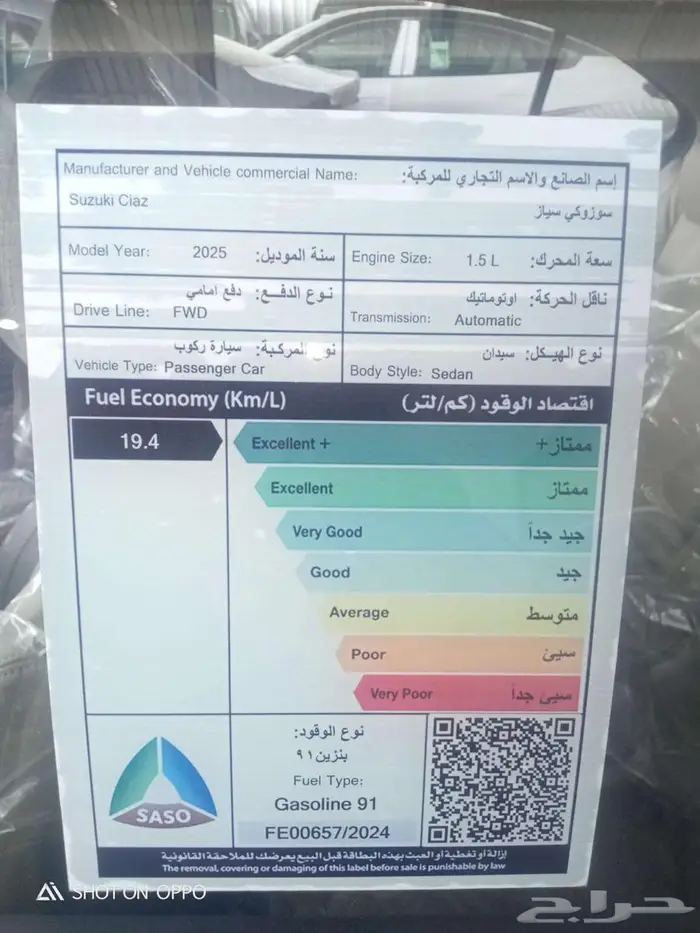 Manufacturer and Vehicle commercial Name: إسم الصانع والاسم التجاري للمركبة:
Suzuki Ciaz سوزوكي سياز
Model Year: 2025 سنة الموديل:
Engine Size: 1.5 L سعة المحرك:
نوع الدفـع: دفع امامي
Drive Line: FWD
ناقل الحركة: اوتوماتيك
Transmission: Automatic
نوع المركبة: سيارة ركوب
Vehicle Type: Passenger Car
نوع الهيكل: سيدان
Body Style: Sedan
Fuel Economy (Km/L) اقتصاد الوقود (كم/لتر)
19.4 Excellent + ممتاز+
Excellent ممتاز
Very Good جيد جداً
Good جيد
Average متوسط
Poor سيئ
Very Poor سيئ جداً
SASO
نوع الوقود:
بنزين ٩١
Fuel Type:
Gasoline 91
FE00657/2024
إزالة أو تغطية أو العبث بهذه البطاقة قبل البيع يعرضك للملاحقة القانونية
The removal, covering or damaging of this label before sale is punishable by law
SHOT ON OPPO
حراج